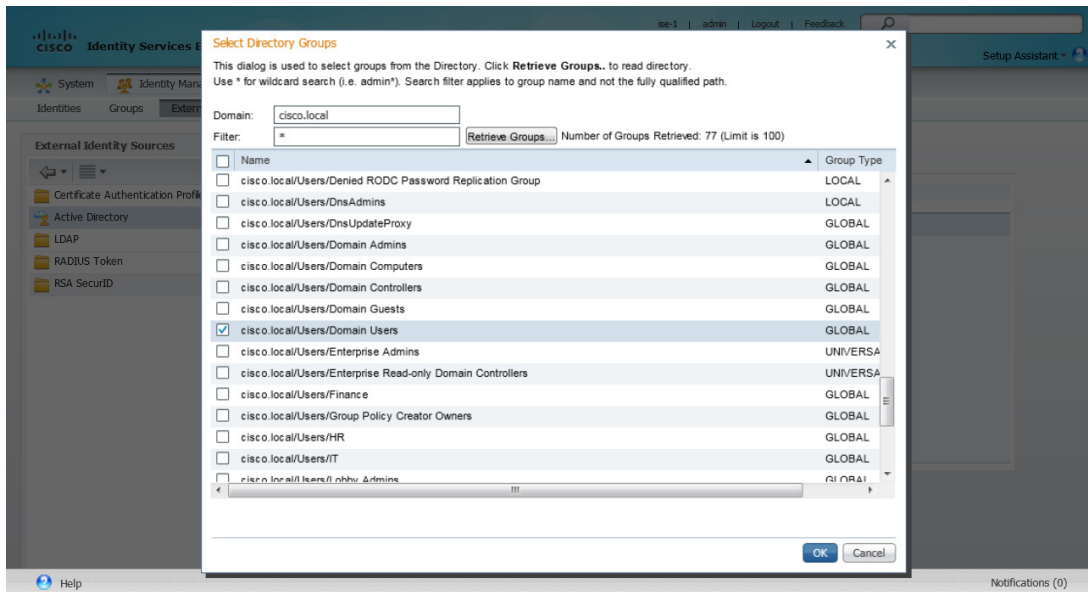 ise-1 | admin | Logout | Feedback
CISCO Identity Services E
Setup Assistant
System Identity Mana
Identities Groups Extern
External Identity Sources
Certificate Authentication Profile
Active Directory
LDAP
RADIUS Token
RSA SecurID
Select Directory Groups
This dialog is used to select groups from the Directory. Click Retrieve Groups.. to read directory.
Use * for wildcard search (i.e. admin*). Search filter applies to group name and not the fully qualified path.
Domain: cisco.local
Filter: * Retrieve Groups... Number of Groups Retrieved: 77 (Limit is 100)
Name Group Type
cisco.local/Users/Denied RODC Password Replication Group LOCAL
cisco.local/Users/DnsAdmins LOCAL
cisco.local/Users/DnsUpdateProxy GLOBAL
cisco.local/Users/Domain Admins GLOBAL
cisco.local/Users/Domain Computers GLOBAL
cisco.local/Users/Domain Controllers GLOBAL
cisco.local/Users/Domain Guests GLOBAL
cisco.local/Users/Domain Users GLOBAL
cisco.local/Users/Enterprise Admins UNIVERSA
cisco.local/Users/Enterprise Read-only Domain Controllers UNIVERSA
cisco.local/Users/Finance GLOBAL
cisco.local/Users/Group Policy Creator Owners GLOBAL
cisco.local/Users/HR GLOBAL
cisco.local/Users/IT GLOBAL
cisco.local/Users/Lobby Admins GLOBAL
OK Cancel
Help Notifications (0)